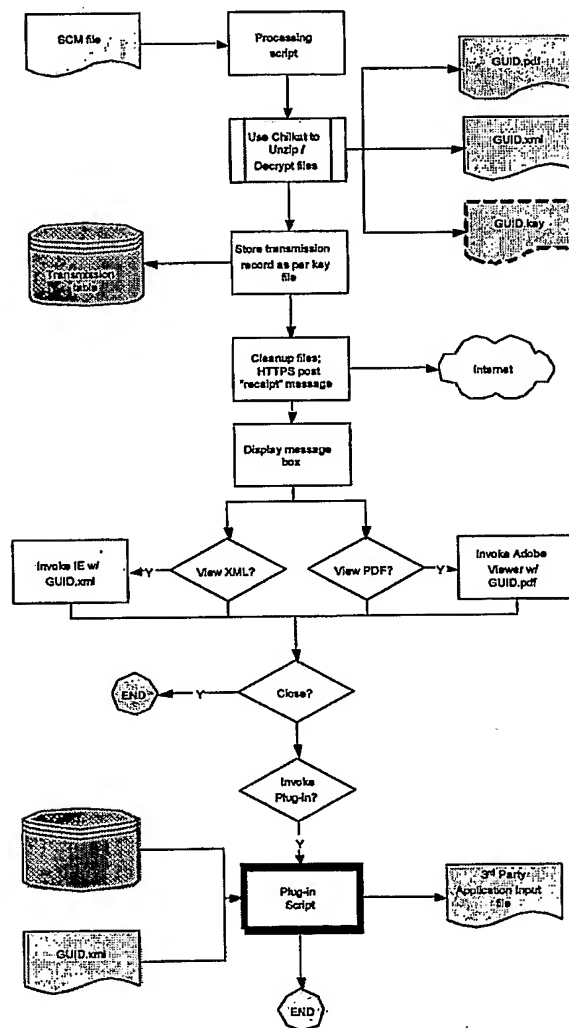 SCM file
Processing
script
GUID.pdf
Use Chilkat to
Unzip /
Decrypt files
GUID.xml
GUID.key
Store transmission
record as per key
file
Transmission
table
Cleanup files;
HTTPS post
"receipt" message
Internet
Display message
box
Invoke IE w/
GUID.xml
Y
View XML?
View PDF?
Y
Invoke Adobe
Viewer w/
GUID.pdf
END
Y
Close?
Invoke
Plug-in?
Y
Plug-in
Script
3rd Party
Application Input
file
GUID.xml
END